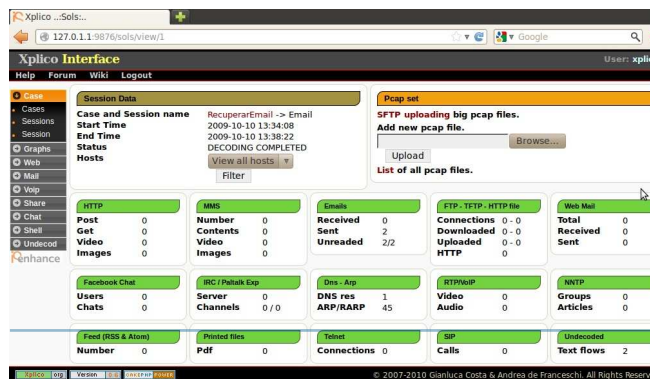 Xplico ..:Sols:..
127.0.1.1:9876/sols/view/1
Google
Xplico Interface
User: xplic
Help Forum Wiki Logout
Case
Cases
Sessions
Session
Graphs
Web
Mail
Voip
Share
Chat
Shell
Undecod
enhance
Session Data
Case and Session name RecuperarEmail -> Email
Start Time 2009-10-10 13:34:08
End Time 2009-10-10 13:38:22
Status DECODING COMPLETED
Hosts View all hosts
Filter
Pcap set
SFTP uploading big pcap files.
Add new pcap file.
Browse...
Upload
List of all pcap files.
HTTP
Post 0
Get 0
Video 0
Images 0
MMS
Number 0
Contents 0
Video 0
Images 0
Emails
Received 0
Sent 2
Unreaded 2/2
FTP - TFTP - HTTP file
Connections 0 - 0
Downloaded 0 - 0
Uploaded 0 - 0
HTTP 0
Web Mail
Total 0
Received 0
Sent 0
Facebook Chat
Users 0
Chats 0
IRC / Paltalk Exp
Server 0
Channels 0 / 0
Dns - Arp
DNS res 1
ARP/RARP 45
RTP/VoIP
Video 0
Audio 0
NNTP
Groups 0
Articles 0
Feed (RSS & Atom)
Number 0
Printed files
Pdf 0
Telnet
Connections 0
SIP
Calls 0
Undecoded
Text flows 2
Xplico org Version 0.6 CAKEPHP POWER
© 2007-2010 Gianluca Costa & Andrea de Franceschi. All Rights Reserv